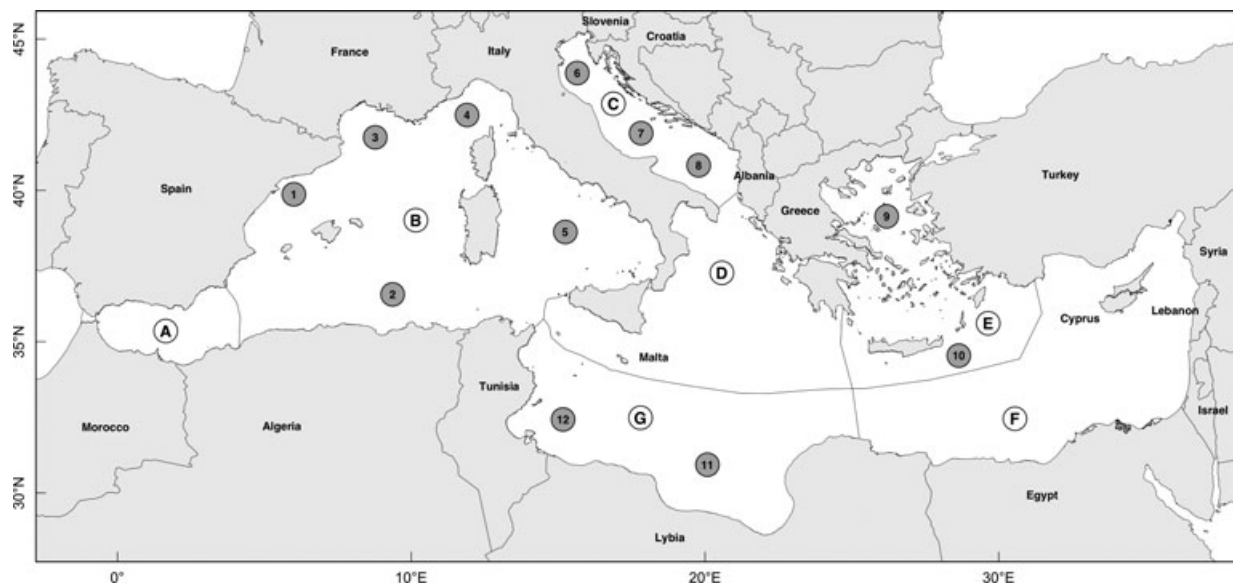 Slovenia
45°N
France
Italy
Croatia
6
C
4
3
7
8
40°N
Spain
1
Albania
Turkey
Greece
9
B
5
D
Syria
2
A
E
Cyprus
Lebanon
35°N
Malta
10
Tunisia
12
G
F
Israel
Morocco
Algeria
11
30°N
Egypt
Lybia
0°
10°E
20°E
30°E